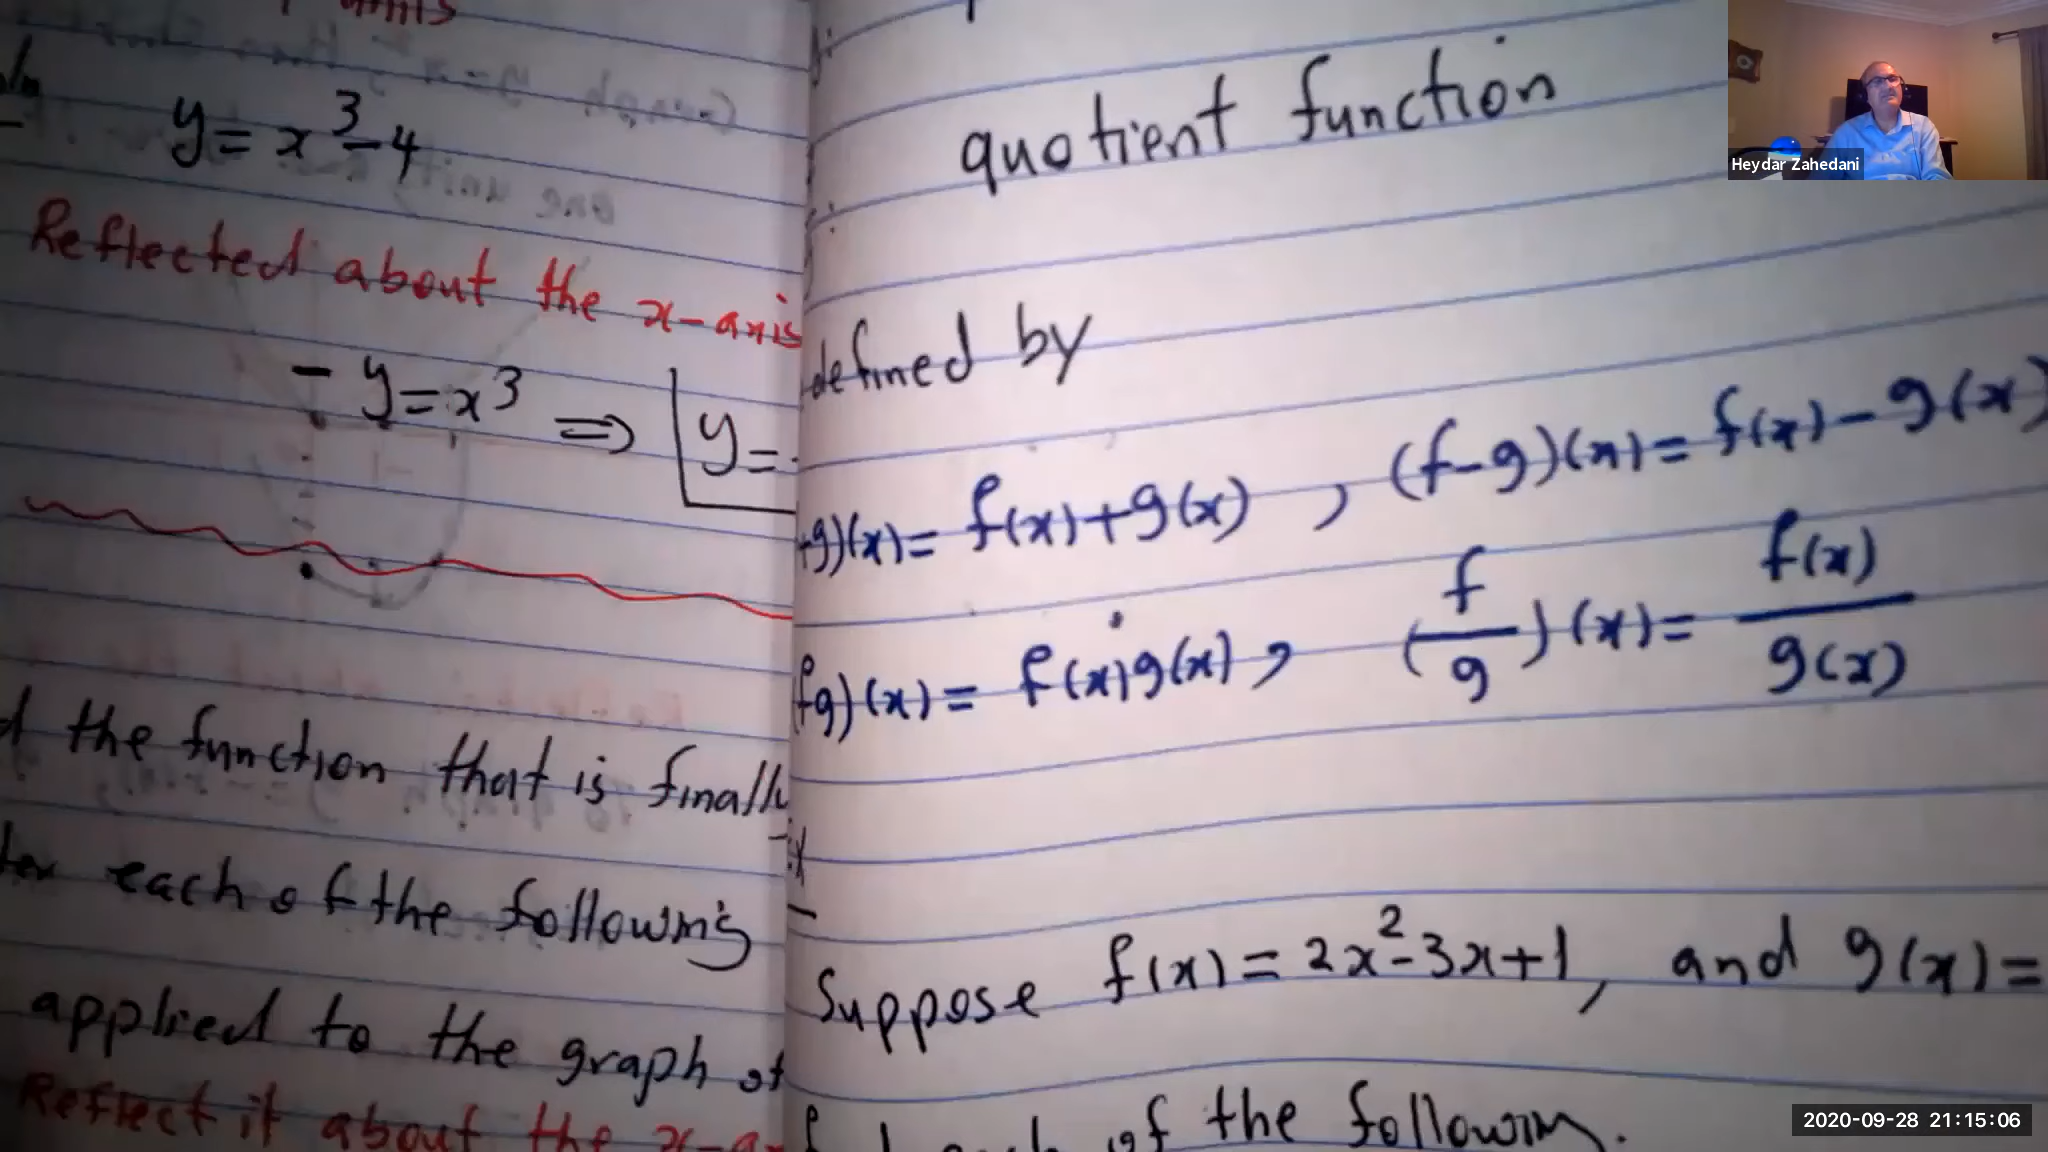 y = x³ - 4
Reflected about the x-axis
- y = x³ ⇒ y =
the function that is finally
each of the following
applied to the graph of
Reflect it about the x-a
quotient function
defined by
+g)(x) = f(x)+g(x) , (f-g)(x) = f(x)-g(x)
fg)(x) = f(x)g(x) , (f/g)(x) = f(x)/g(x)
Suppose f(x) = 2x²-3x+1, and g(x) =
of the following.
Heydar Zahedani
2020-09-28 21:15:06